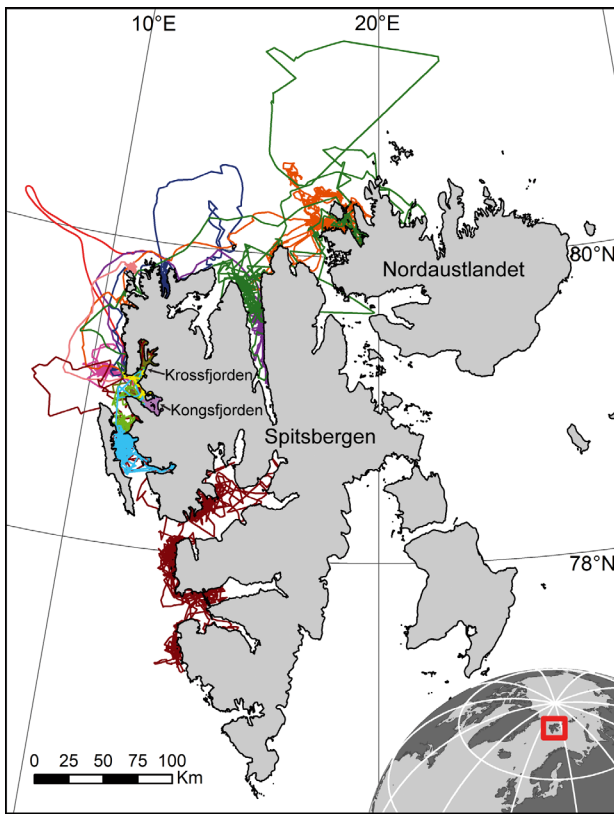 10°E 20°E
80°N
Nordaustlandet
Krossfjorden
Kongsfjorden
Spitsbergen
78°N
0 25 50 75 100
Km